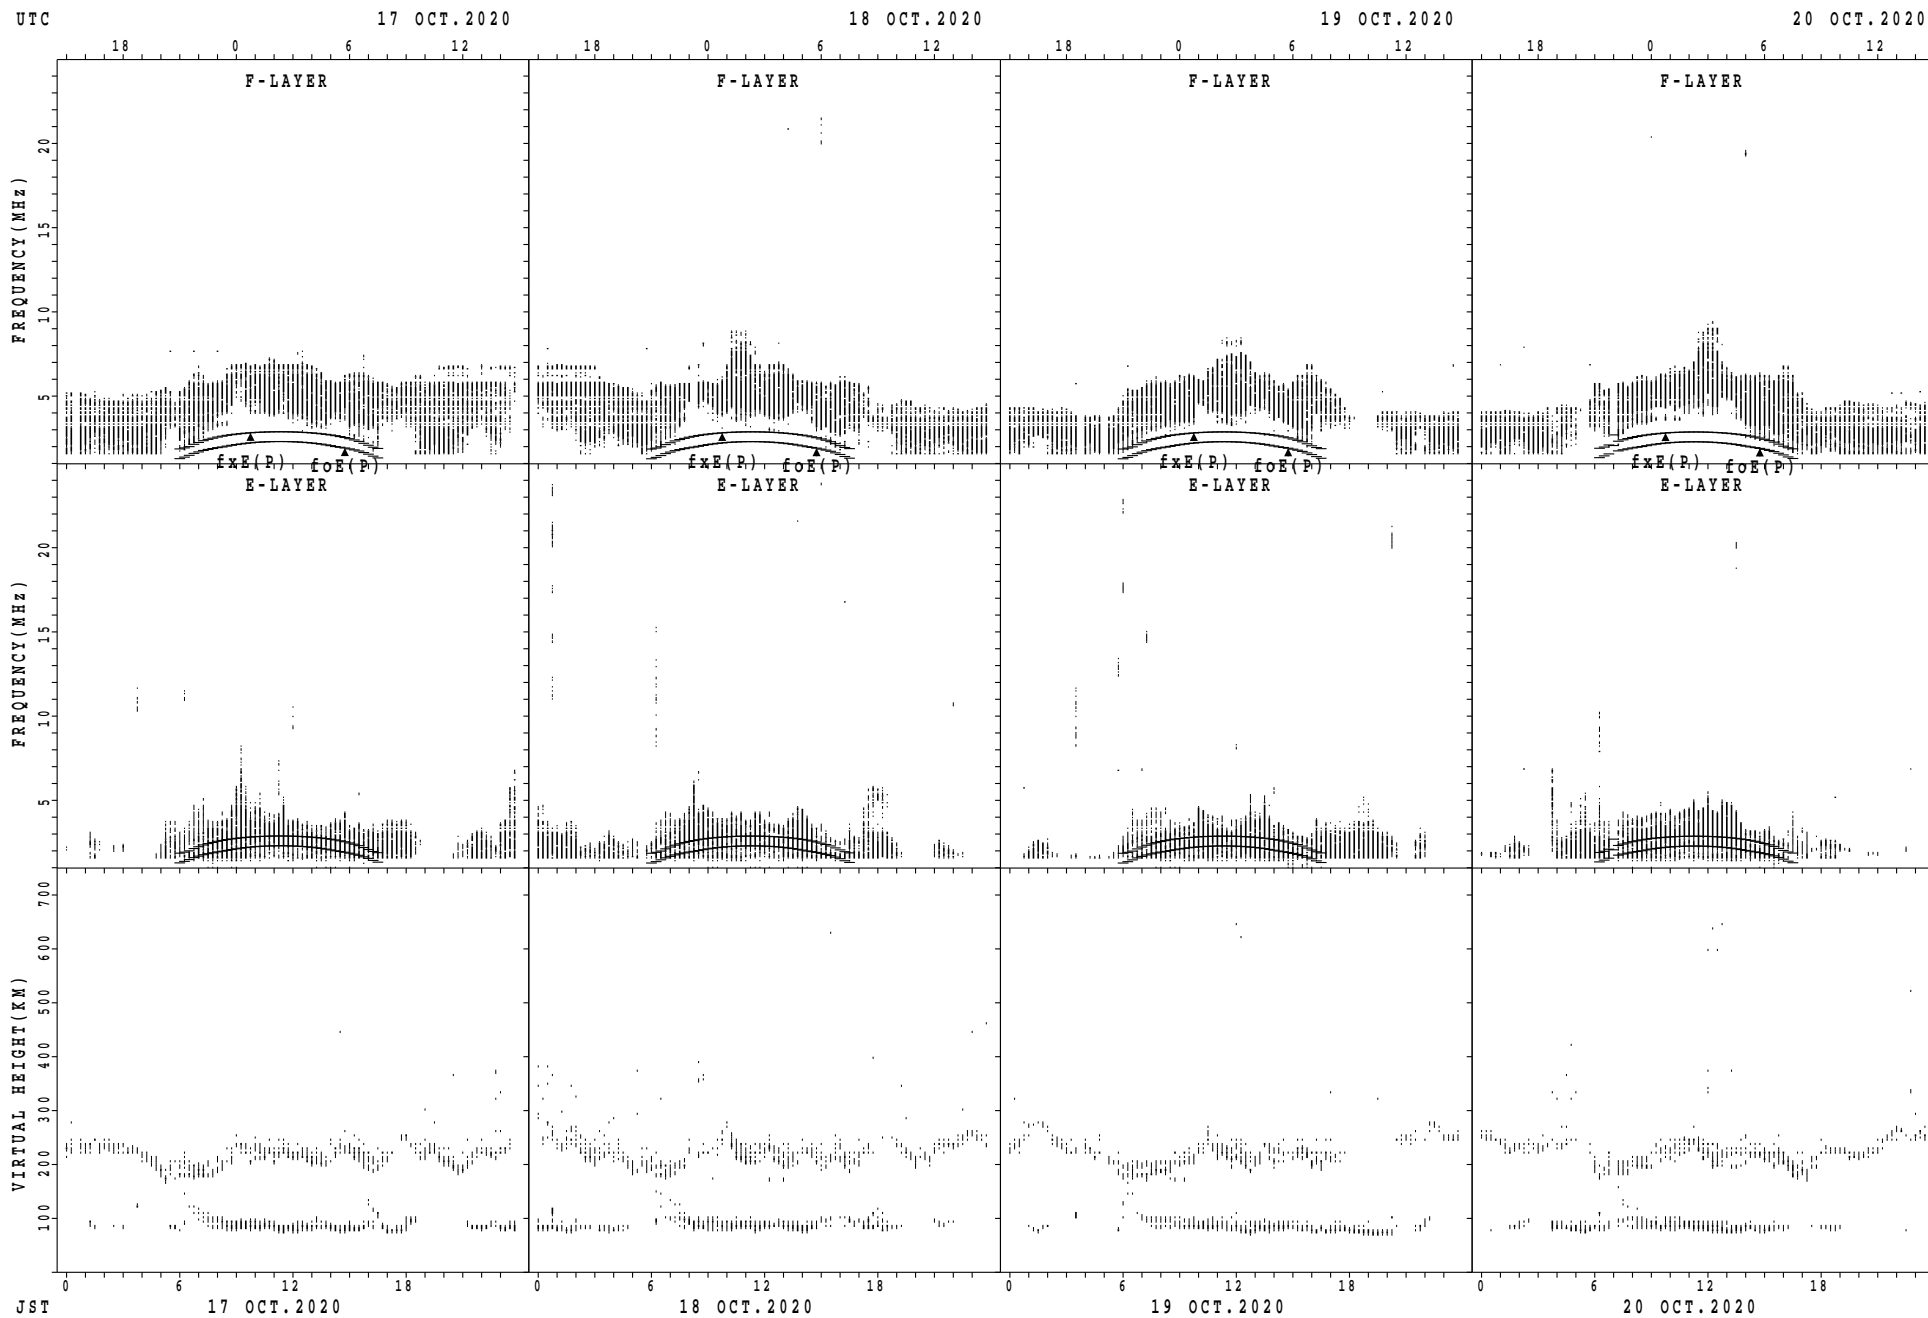 UTC 17 OCT.2020 18 OCT.2020 19 OCT.2020 20 OCT.2020
18 0 6 12 18 0 6 12 18 0 6 12 18 0 6 12
F-LAYER F-LAYER F-LAYER F-LAYER
FREQUENCY(MHz)
20
15
10
5
fxE(P) foE(P) fxE(P) foE(P) fxE(P) foE(P) fxE(P) foE(P)
E-LAYER E-LAYER E-LAYER E-LAYER
FREQUENCY(MHz)
20
15
10
5
VIRTUAL HEIGHT(KM)
700
600
500
400
300
200
100
0 6 12 18 0 6 12 18 0 6 12 18 0 6 12 18
JST 17 OCT.2020 18 OCT.2020 19 OCT.2020 20 OCT.2020